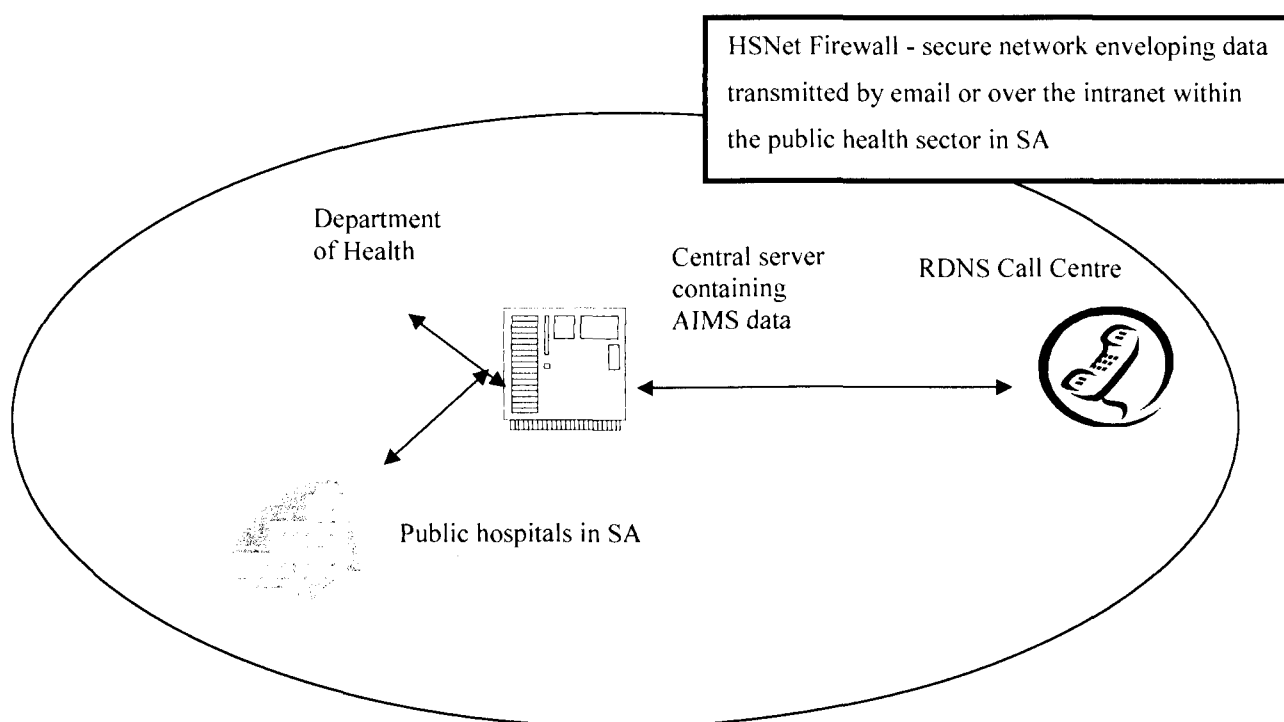 HSNet Firewall - secure network enveloping data
transmitted by email or over the intranet within
the public health sector in SA
Department
of Health
Central server
containing
AIMS data
RDNS Call Centre
Public hospitals in SA